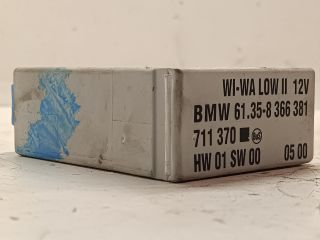 WI-WA LOW II 12V
BMW 61.35-8 366 381
711 370
HW 01 SW 00 05 00